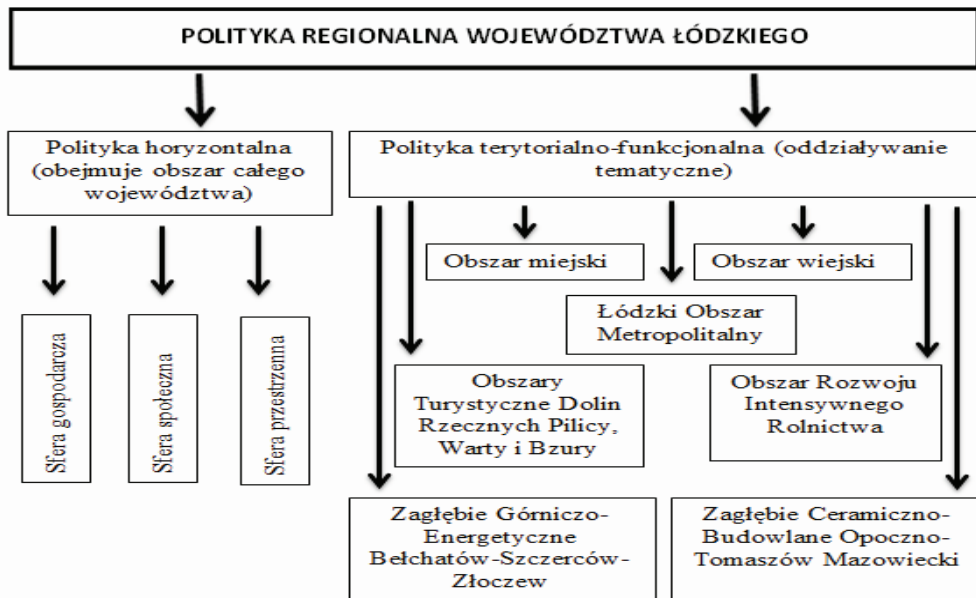 POLITYKA REGIONALNA WOJEWÓDZTWA ŁÓDZKIEGO
Polityka horyzontalna
(obejmuje obszar całego
województwa)
Polityka terytorialno-funkcjonalna (oddziaływanie
tematyczne)
Sfera gospodarcza
Sfera społeczna
Sfera przestrzenna
Obszar miejski
Obszar wiejski
Łódzki Obszar
Metropolitalny
Obszary
Turystyczne Dolin
Rzecznych Pilicy,
Warty i Bzury
Obszar Rozwoju
Intensywnego
Rolnictwa
Zagłębie Górniczo-
Energetyczne
Bełchatów-Szczerców-
Złoczew
Zagłębie Ceramiczno-
Budowlane Opoczno-
Tomaszów Mazowiecki